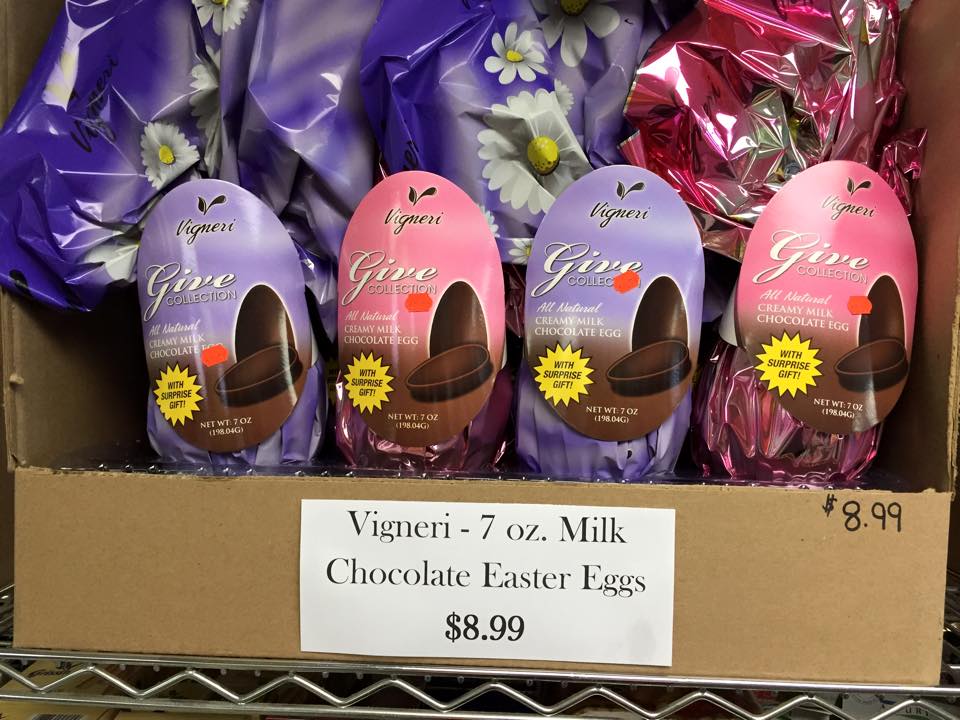 Vigneri
Vigneri
Give
COLLECTION
All Natural
CREAMY MILK
CHOCOLATE EGG
WITH
SURPRISE
GIFT!
NET WT: 7 OZ
(198.04G)
Vigneri
Give
COLLECTION
All Natural
CREAMY MILK
CHOCOLATE EGG
WITH
SURPRISE
GIFT!
NET WT: 7 OZ
(198.04G)
Vigneri
Give
COLLEC
All Natural
CREAMY MILK
CHOCOLATE EGG
WITH
SURPRISE
GIFT!
NET WT: 7 OZ
(198.04G)
Vigneri
Give
COLLECTION
All Natural
CREAMY MILK
CHOCOLATE EGG
WITH
SURPRISE
GIFT!
NET WT: 7 OZ
(198.04G)
$8.99
Vigneri - 7 oz. Milk
Chocolate Easter Eggs
$8.99